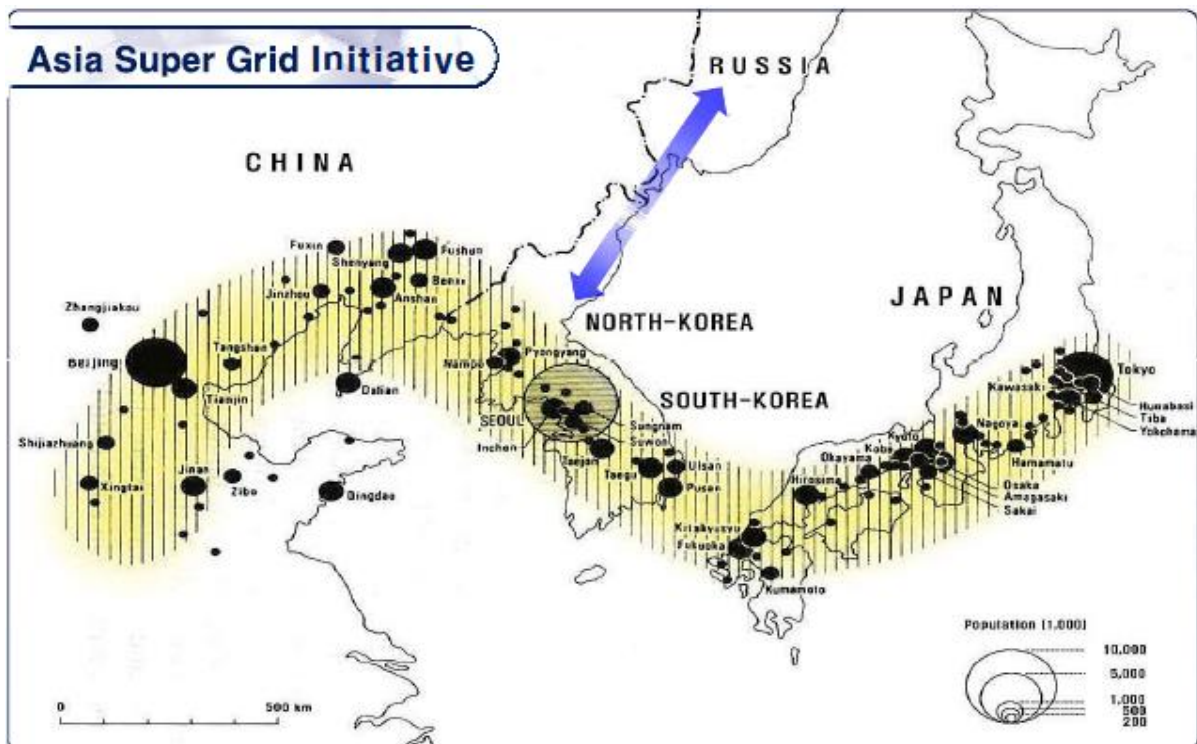 Asia Super Grid Initiative
RUSSIA
CHINA
JAPAN
NORTH-KOREA
SOUTH-KOREA
Fuxin
Shenyang
Fushun
Benxi
Jinzhou
Anshan
Zhangjiakou
Beijing
Tangshan
Tianjin
Dalian
Shijiazhuang
Xingtai
Jinan
Zibo
Qingdao
Nampo
Pyongyang
SEOUL
Inchon
Sungnam
Suwon
Taejon
Taegu
Ulsan
Pusan
Kitakyusyu
Fukuoka
Kumamoto
Hirosima
Okayama
Kobe
Kyoto
Nagoya
Osaka
Amagasaki
Sakai
Hamamatu
Kawasaki
Tokyo
Hunabasi
Tiba
Yokohama
0 500 km
Population (1,000)
10,000
5,000
1,000
500
200